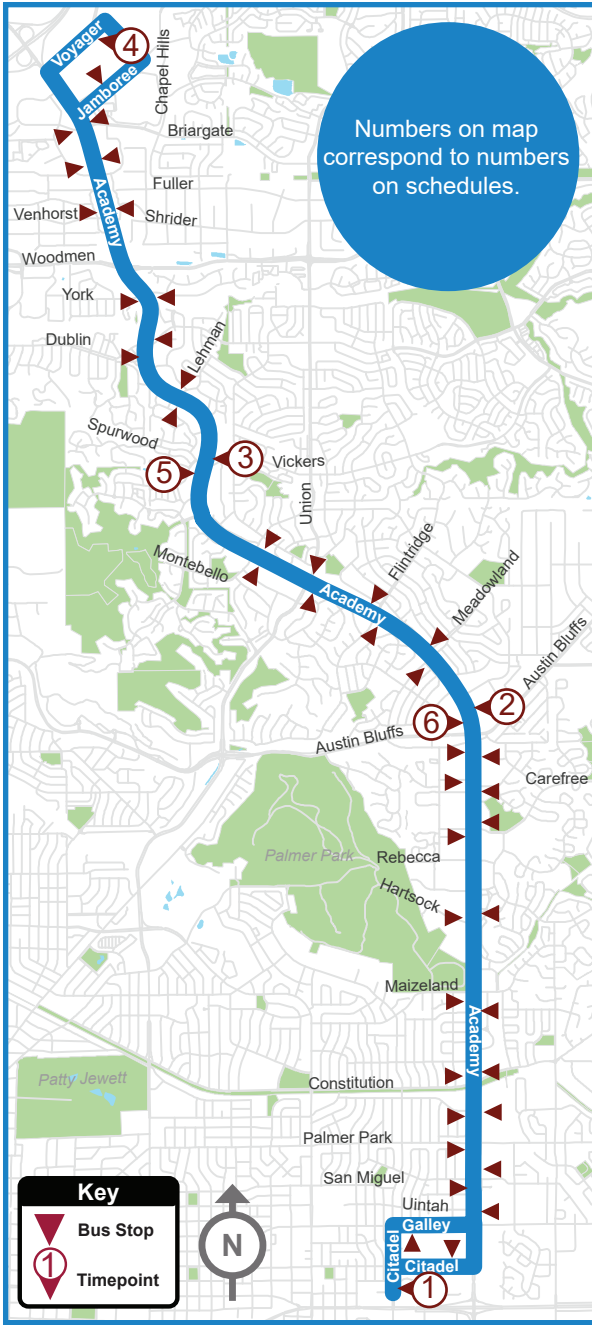 Voyager
4
Jamboree
Chapel Hills
Numbers on map
correspond to numbers
on schedules.
Briargate
Academy
Fuller
Venhorst
Shrider
Woodmen
York
Dublin
Lehman
Spurwood
3
Vickers
5
Union
Montebello
Flintridge
Academy
Meadowland
Austin Bluffs
2
6
Austin Bluffs
Carefree
Palmer Park
Rebecca
Hartsock
Maizeland
Academy
Patty Jewett
Constitution
Palmer Park
San Miguel
Uintah
Galley
Citadel
Citadel
1
Key
Bus Stop
1
Timepoint
N